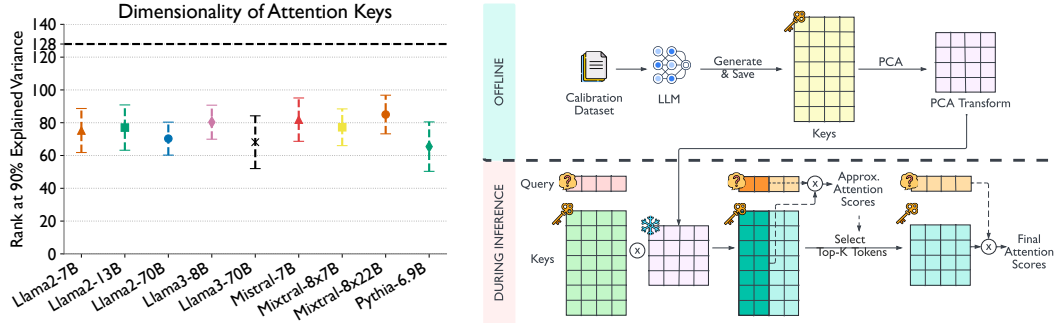 Dimensionality of Attention Keys
Rank at 90% Explained Variance
140
128
120
100
80
60
40
20
0
Llama2-7B
Llama2-13B
Llama2-70B
Llama3-8B
Llama3-70B
Mistral-7B
Mixtral-8x7B
Mixtral-8x22B
Pythia-6.9B
OFFLINE
Calibration
Dataset
LLM
Generate
& Save
Keys
PCA
PCA Transform
DURING INFERENCE
Query
?
Keys
x
?
x
Approx.
Attention
Scores
Select
Top-K Tokens
?
x
Final
Attention
Scores